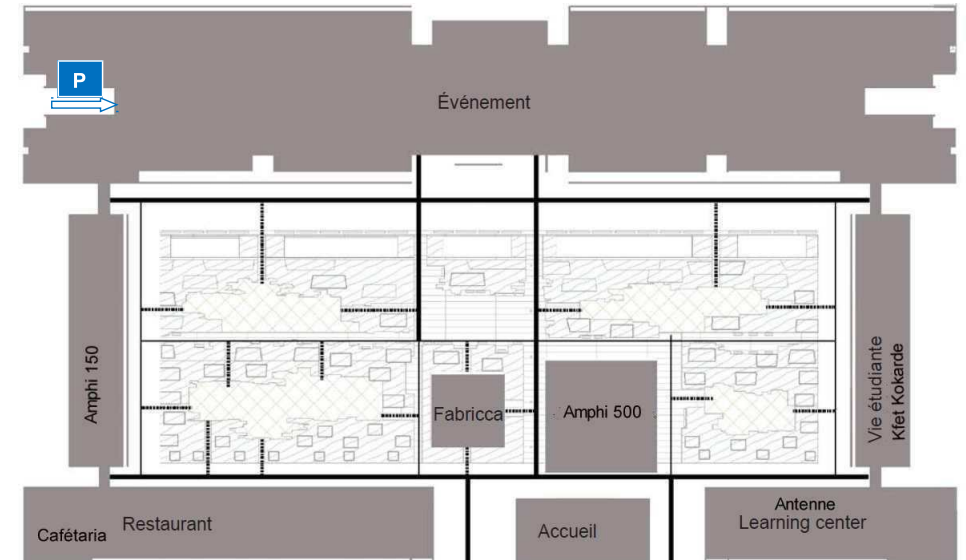 P
Événement
Amphi 150
Fabricca
Amphi 500
Vie étudiante
Kfet Kokarde
Cafétaria
Restaurant
Accueil
Antenne
Learning center